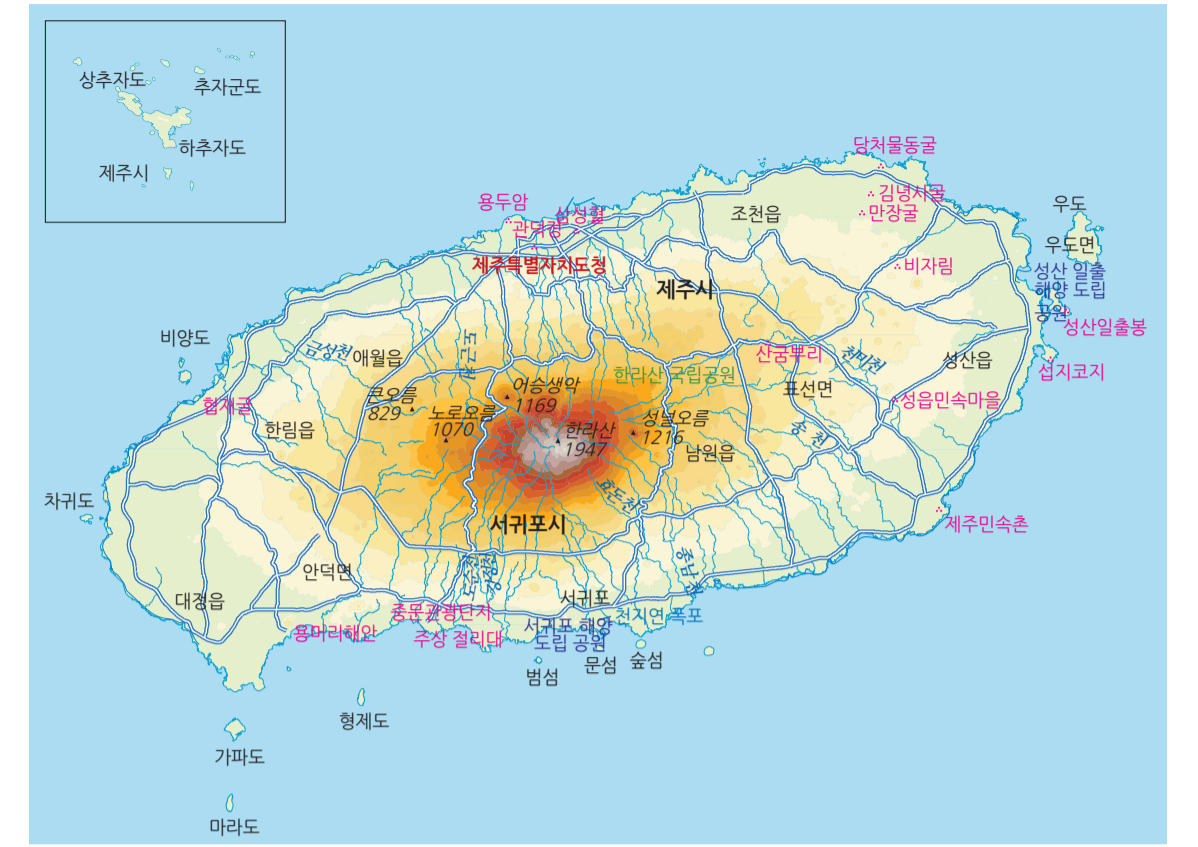 상추자도
추자군도
하추자도
제주시
당처물동굴
김녕사굴
만장굴
용두암
삼성혈
관덕정
조천읍
우도
우도면
제주특별자치도청
제주시
비자림
성산 일출
해양 도립
공원
성산일출봉
비양도
금성천
애월읍
도근천
산굼부리
천미천
성산읍
섭지코지
한라산 국립공원
큰오름
829
어승생악
1169
표선면
성읍민속마을
협재굴
한림읍
노로오름
1070
한라산
1947
성널오름
1216
남원읍
송 천
차귀도
효돈천
서귀포시
제주민속촌
안덕면
종남천
대정읍
서귀포
중문관광단지
천지연 폭포
용머리해안
주상 절리대
서귀포 해양
도립 공원
범섬
문섬
숲섬
형제도
가파도
마라도